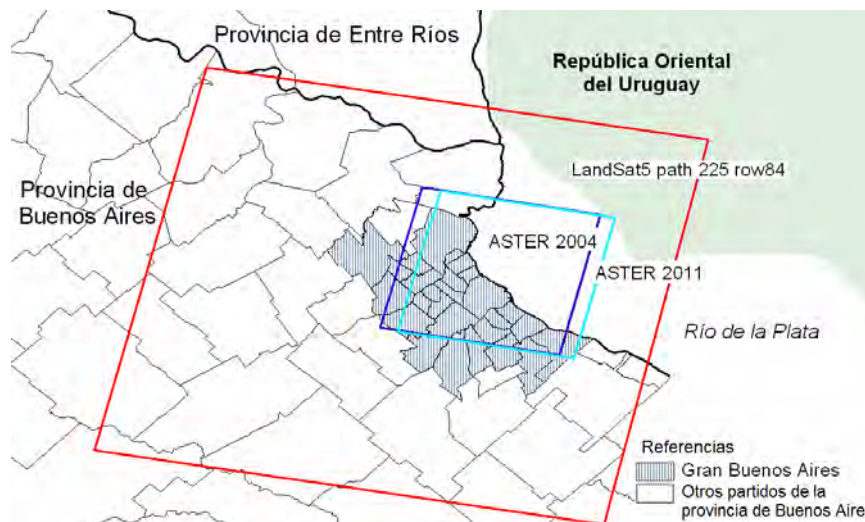 Provincia de Entre Ríos
República Oriental
del Uruguay
LandSat5 path 225 row84
Provincia de
Buenos Aires
ASTER 2004
ASTER 2011
Río de la Plata
Referencias
Gran Buenos Aires
Otros partidos de la
provincia de Buenos Aire